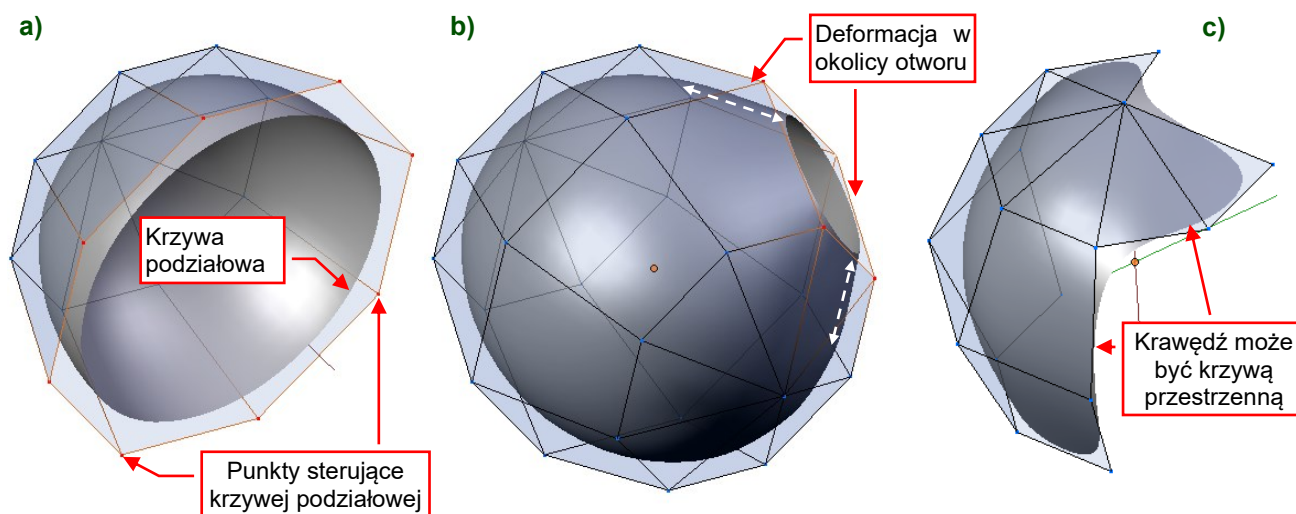 a)
b)
Deformacja w
okolicy otworu
c)
Krzywa
podziałowa
Krawędź może
być krzywą
przestrzenną
Punkty sterujące
krzywej podziałowej